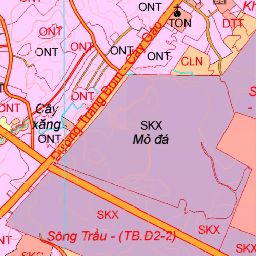 ONT
ONT
ONT
TON
DTT
ONT
ONT
ONT
CLN
ONT
ONT
Đường Trảng Bom - Cây Gáo
Cây
xăng
ONT
ONT
SKX
Mỏ đá
SKX
SKX
SKX
Sông Trầu - (TB.Đ2-2)